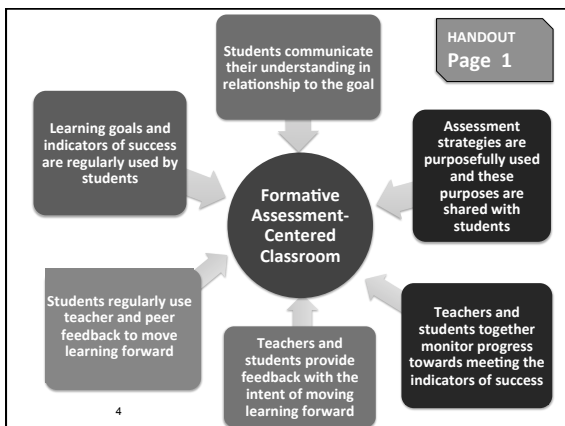 HANDOUT
Page 1
Students communicate
their understanding in
relationship to the goal
Learning goals and
indicators of success
are regularly used by
students
Assessment
strategies are
purposefully used
and these
purposes are
shared with
students
Formative
Assessment-
Centered
Classroom
Students regularly use
teacher and peer
feedback to move
learning forward
Teachers and
students provide
feedback with the
intent of moving
learning forward
Teachers and
students together
monitor progress
towards meeting the
indicators of success
4